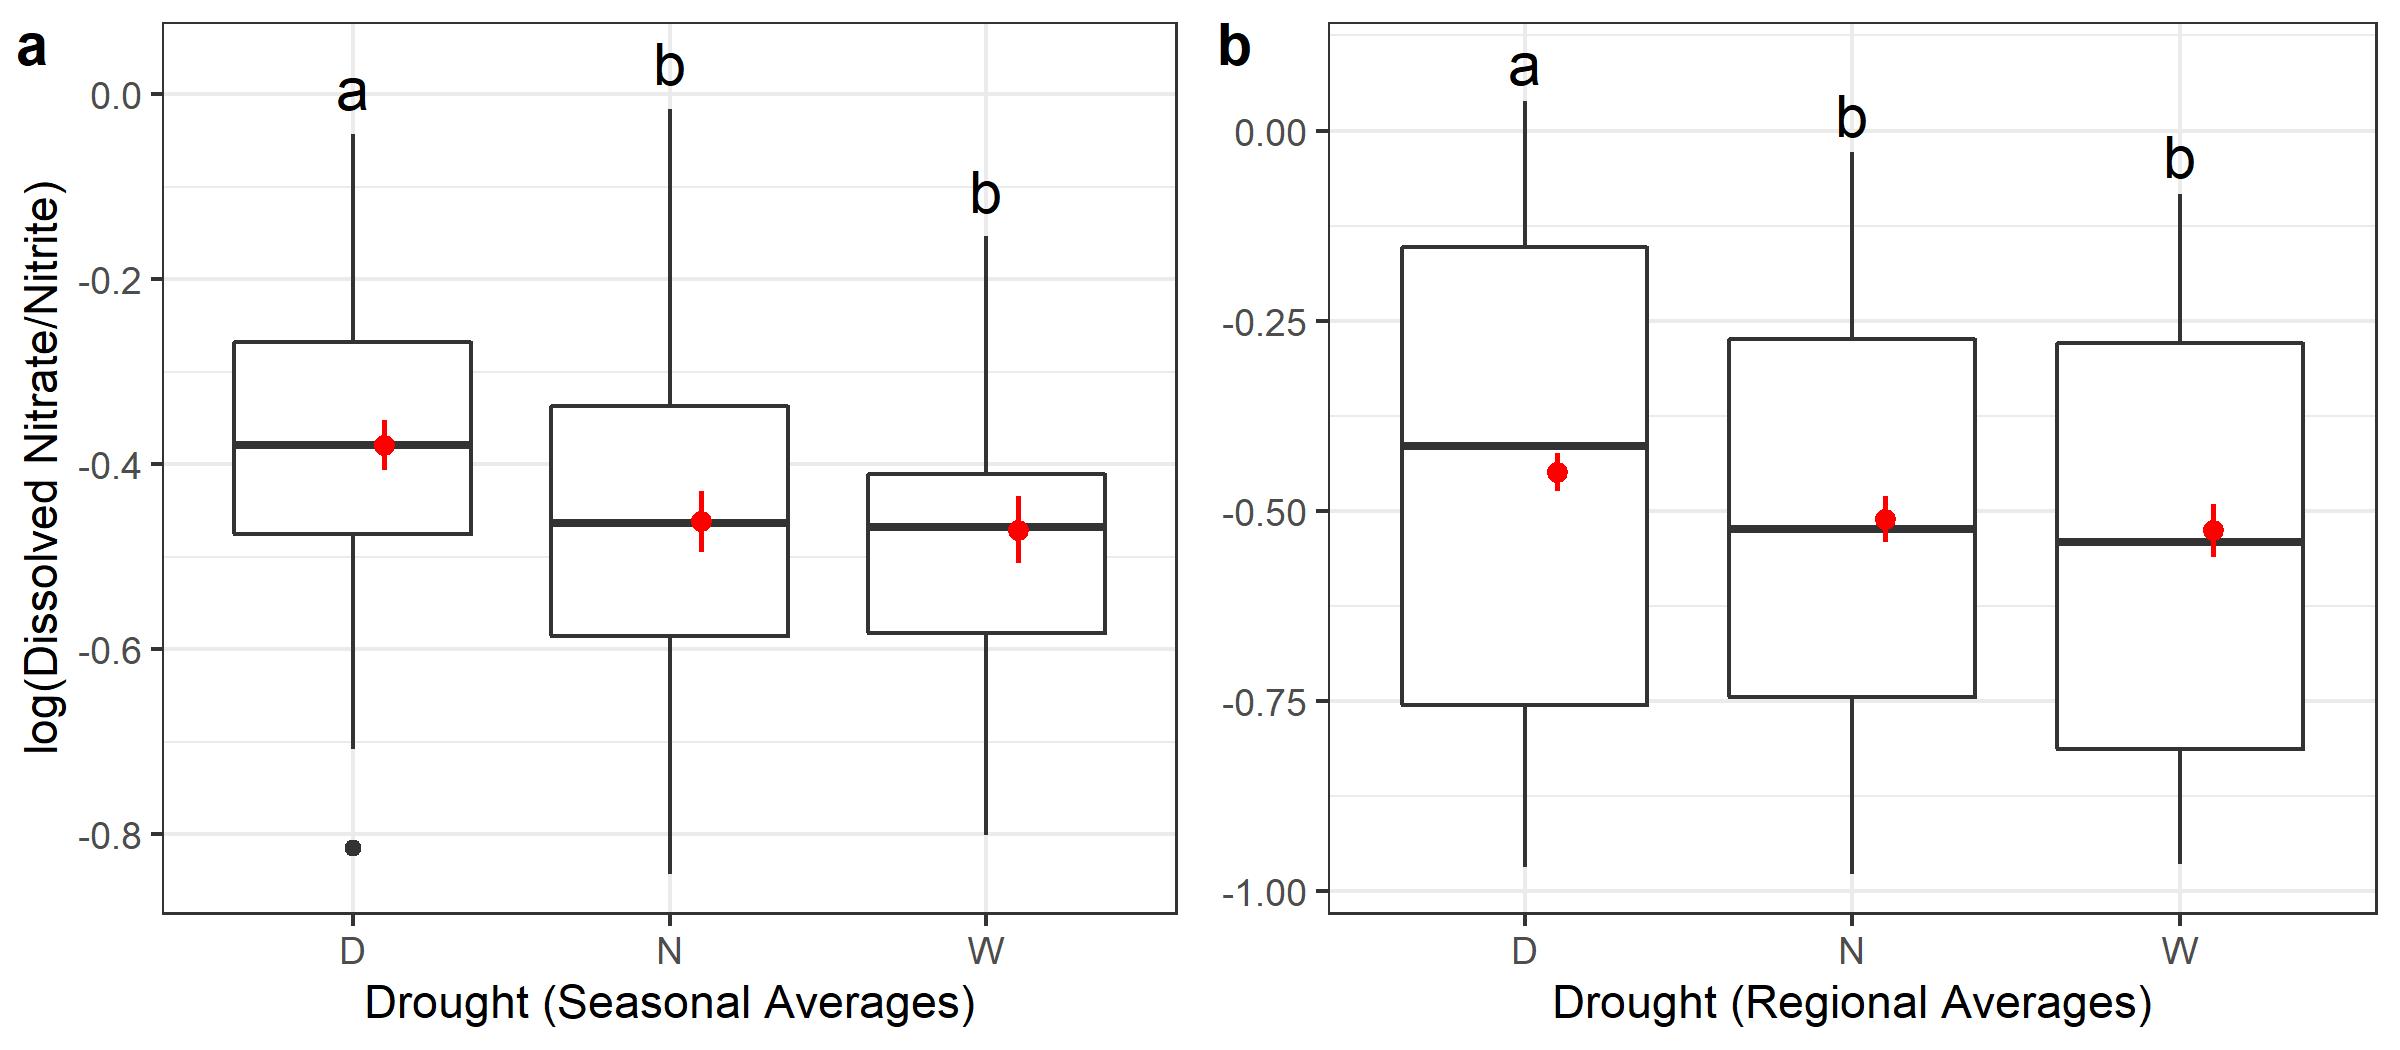 a
b
log(Dissolved Nitrate/Nitrite)
0.0
-0.2
-0.4
-0.6
-0.8
a
b
b
D
N
W
Drought (Seasonal Averages)
0.00
-0.25
-0.50
-0.75
-1.00
a
b
b
D
N
W
Drought (Regional Averages)